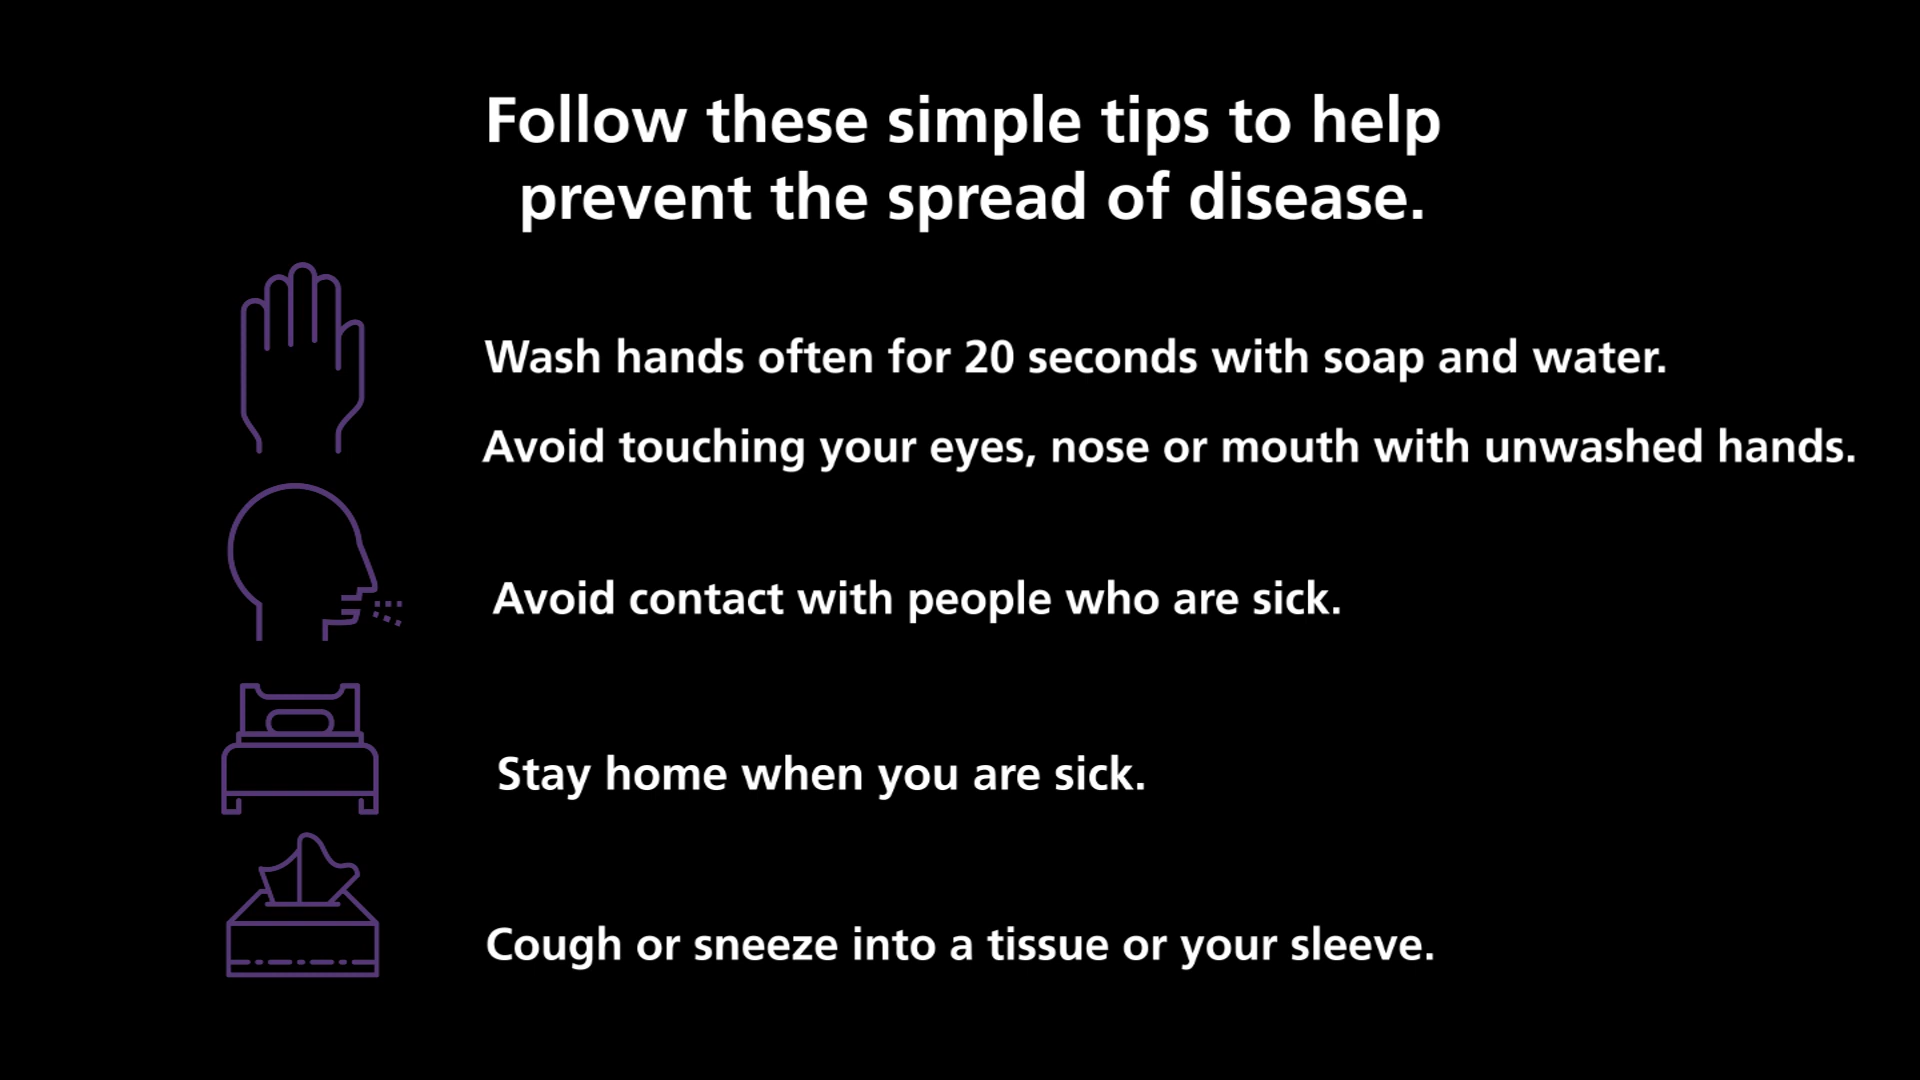 Follow these simple tips to help
prevent the spread of disease.
Wash hands often for 20 seconds with soap and water.
Avoid touching your eyes, nose or mouth with unwashed hands.
Avoid contact with people who are sick.
Stay home when you are sick.
Cough or sneeze into a tissue or your sleeve.